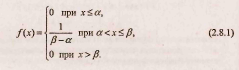 0 при x ≤ α,
f(x) = { 1/(β−α) при α < x ≤ β, (2.8.1)
0 при x > β.